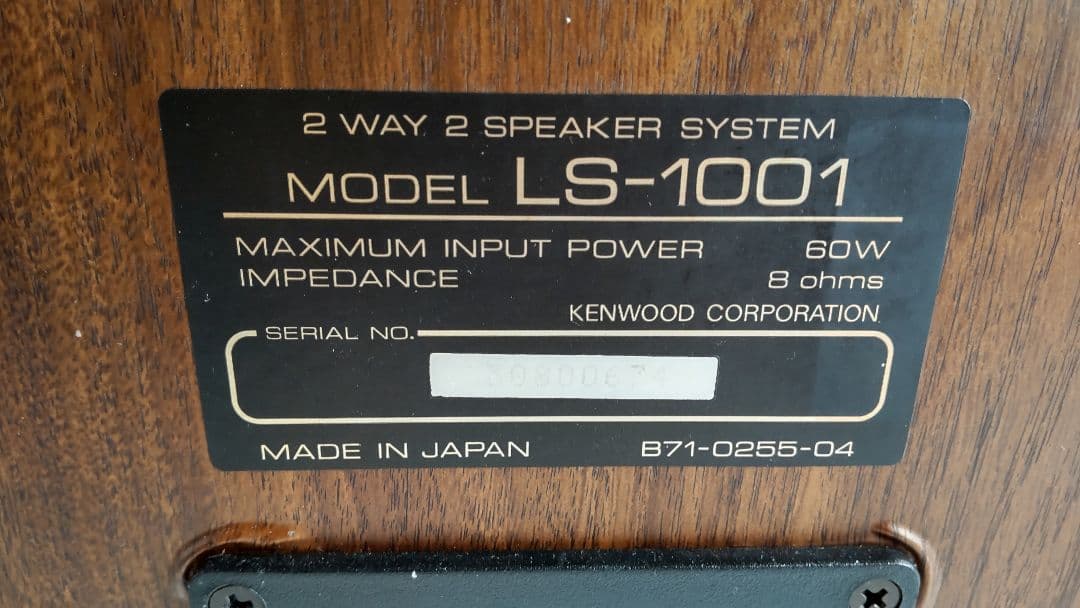 2 WAY 2 SPEAKER SYSTEM
MODEL LS-1001
MAXIMUM INPUT POWER 60W
IMPEDANCE 8 ohms
KENWOOD CORPORATION
SERIAL NO.
MADE IN JAPAN B71-0255-04